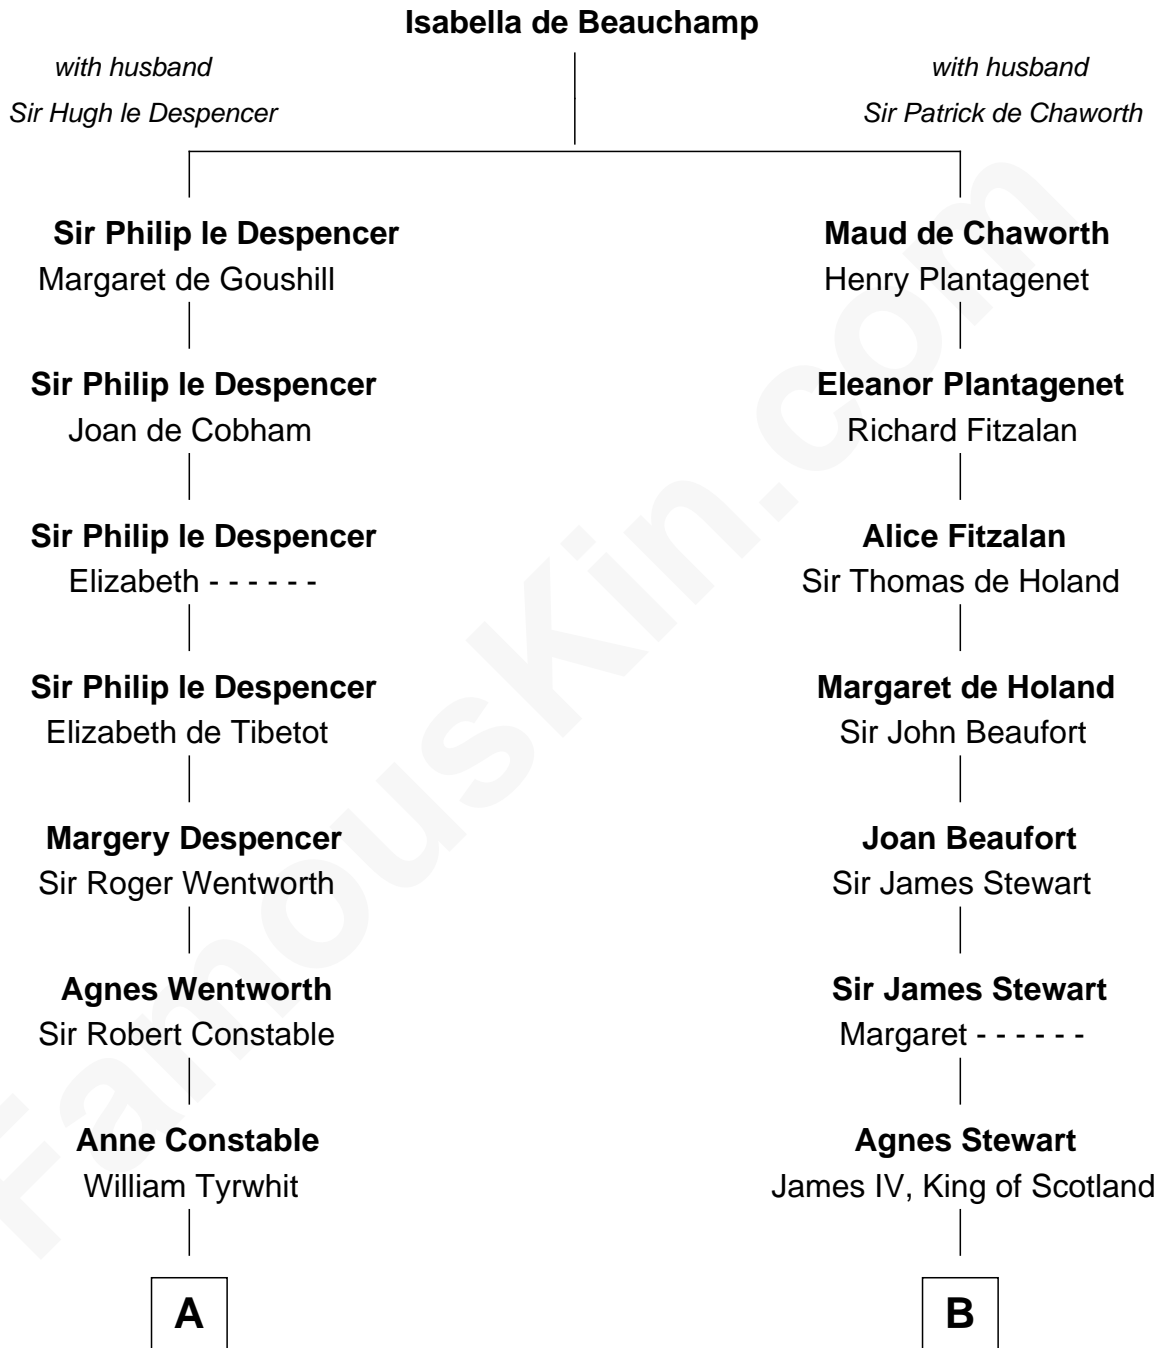 Isabella de Beauchamp
with husband
Sir Hugh le Despencer
with husband
Sir Patrick de Chaworth
Sir Philip le Despencer
Margaret de Goushill
Sir Philip le Despencer
Joan de Cobham
Sir Philip le Despencer
Elizabeth - - - - - -
Sir Philip le Despencer
Elizabeth de Tibetot
Margery Despencer
Sir Roger Wentworth
Agnes Wentworth
Sir Robert Constable
Anne Constable
William Tyrwhit
A
Maud de Chaworth
Henry Plantagenet
Eleanor Plantagenet
Richard Fitzalan
Alice Fitzalan
Sir Thomas de Holand
Margaret de Holand
Sir John Beaufort
Joan Beaufort
Sir James Stewart
Sir James Stewart
Margaret - - - - - -
Agnes Stewart
James IV, King of Scotland
B
FamousKin.com